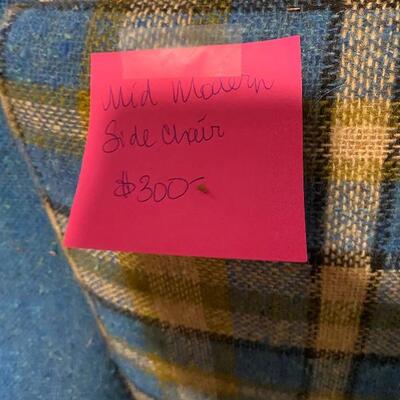 Mid Modern
Side Chair
$300-